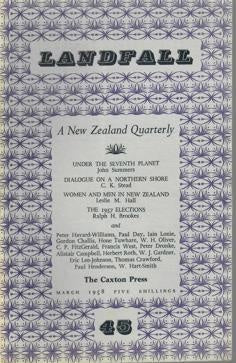 LANDFALL
A New Zealand Quarterly
UNDER THE SEVENTH PLANET
John Summers
DIALOGUE ON A NORTHERN SHORE
C. K. Stead
WOMEN AND MEN IN NEW ZEALAND
Leslie M. Hall
THE 1957 ELECTIONS
Ralph H. Brookes
and
Peter Havard-Williams, Paul Day, Iain Lonie,
Gordon Challis, Hone Tuwhare, W. H. Oliver,
C. P. FitzGerald, Francis West, Peter Dronke,
Alistair Campbell, Herbert Roth, W. J. Gardner,
Eric Lee-Johnson, Thomas Crawford,
Paul Henderson, W. Hart-Smith
The Caxton Press
MARCH 1958 FIVE SHILLINGS
45